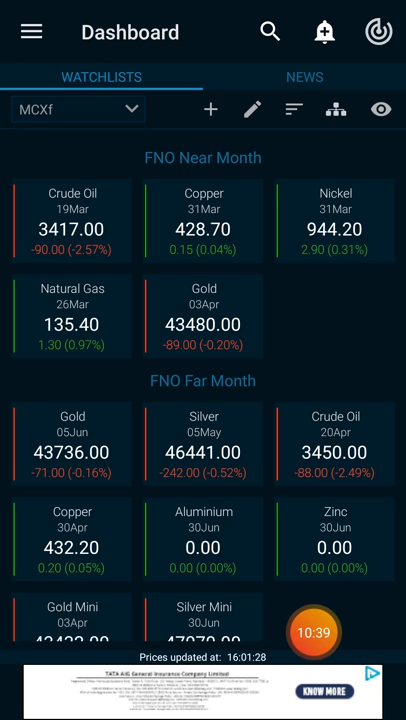 Dashboard
WATCHLISTS NEWS
MCXf
FNO Near Month
Crude Oil Copper Nickel
19Mar 31Mar 31Mar
3417.00 428.70 944.20
-90.00 (-2.57%) 0.15 (0.04%) 2.90 (0.31%)
Natural Gas Gold
26Mar 03Apr
135.40 43480.00
1.30 (0.97%) -89.00 (-0.20%)
FNO Far Month
Gold Silver Crude Oil
05Jun 05May 20Apr
43736.00 46441.00 3450.00
-71.00 (-0.16%) -242.00 (-0.52%) -88.00 (-2.49%)
Copper Aluminium Zinc
30Apr 30Jun 30Jun
432.20 0.00 0.00
0.20 (0.05%) 0.00 (0.00%) 0.00 (0.00%)
Gold Mini Silver Mini
03Apr 30Jun
10:39
Prices updated at: 16:01:28
TATA AIG General Insurance Company Limited
KNOW MORE